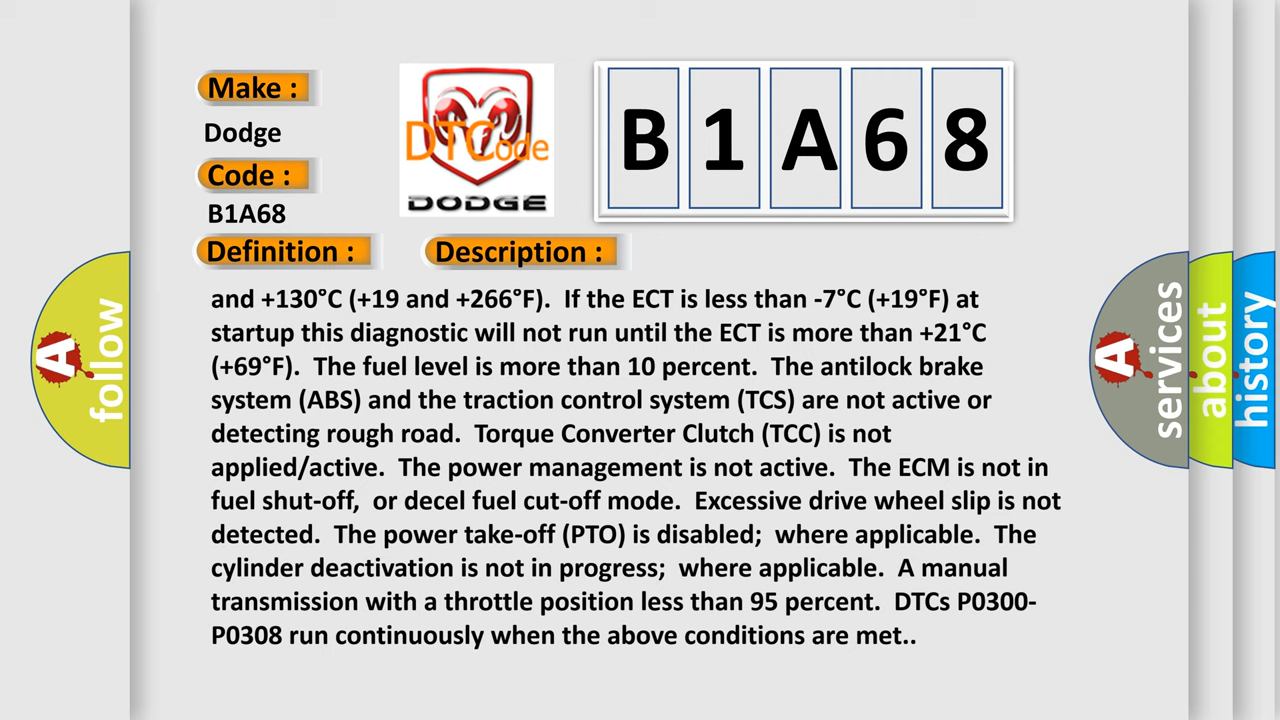 Make :
Dodge
Code :
B1A68
Definition :
Description :
DTCode
DODGE
B 1 A 6 8
and +130°C (+19 and +266°F). If the ECT is less than -7°C (+19°F) at
startup this diagnostic will not run until the ECT is more than +21°C
(+69°F). The fuel level is more than 10 percent. The antilock brake
system (ABS) and the traction control system (TCS) are not active or
detecting rough road. Torque Converter Clutch (TCC) is not
applied/active. The power management is not active. The ECM is not in
fuel shut-off, or decel fuel cut-off mode. Excessive drive wheel slip is not
detected. The power take-off (PTO) is disabled; where applicable. The
cylinder deactivation is not in progress; where applicable. A manual
transmission with a throttle position less than 95 percent. DTCs P0300-
P0308 run continuously when the above conditions are met..
A
follow
A
services
about
history